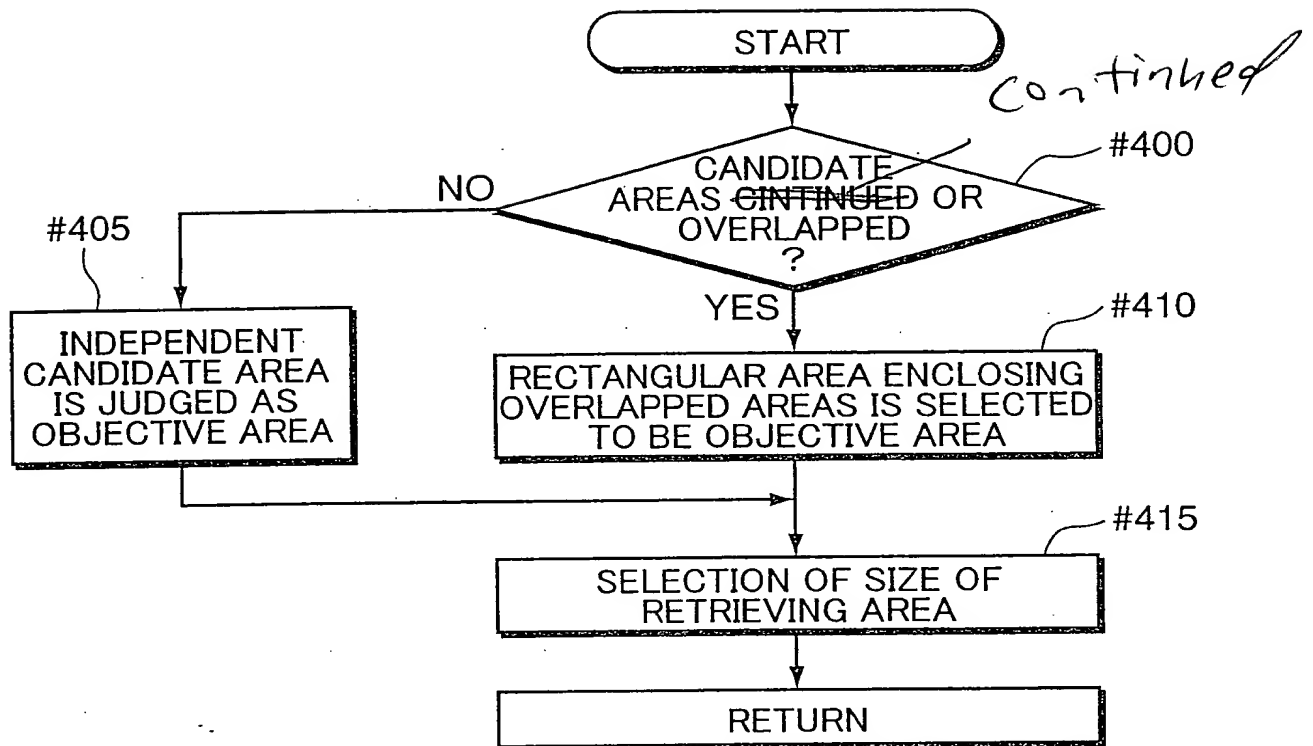 START
continued
#400
CANDIDATE
AREAS CINTINUED OR
OVERLAPPED
?
NO
YES
#405
INDEPENDENT
CANDIDATE AREA
IS JUDGED AS
OBJECTIVE AREA
#410
RECTANGULAR AREA ENCLOSING
OVERLAPPED AREAS IS SELECTED
TO BE OBJECTIVE AREA
#415
SELECTION OF SIZE OF
RETRIEVING AREA
RETURN